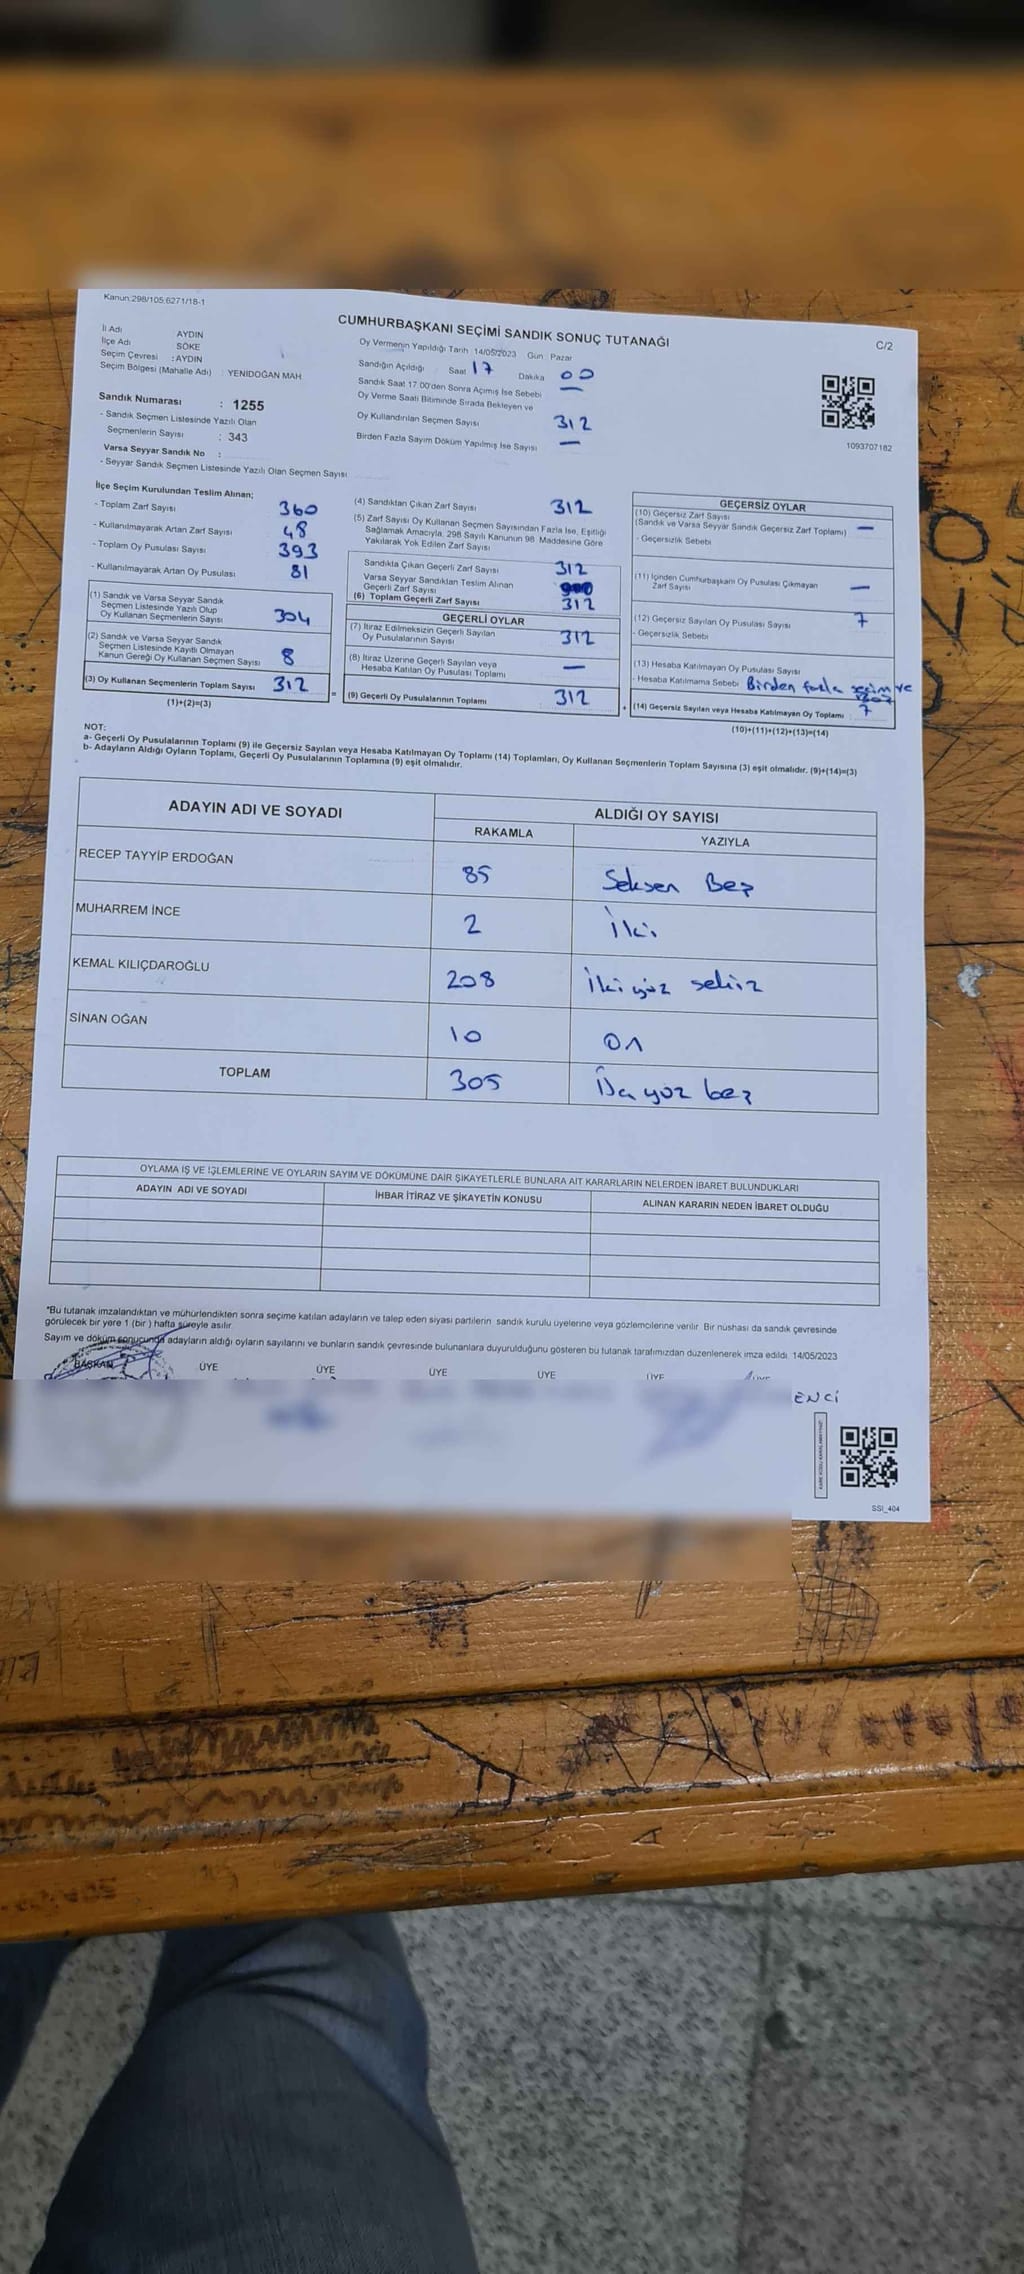 Kanun:298/105;6271/18-1
CUMHURBAŞKANI SEÇİMİ SANDIK SONUÇ TUTANAĞI
C/2
İl Adı AYDIN
İlçe Adı SÖKE
Seçim Çevresi : AYDIN
Seçim Bölgesi (Mahalle Adı) : YENİDOĞAN MAH
Sandık Numarası : 1255
- Sandık Seçmen Listesinde Yazılı Olan
Seçmenlerin Sayısı : 343
Varsa Seyyar Sandık No :
- Seyyar Sandık Seçmen Listesinde Yazılı Olan Seçmen Sayısı
Oy Vermenin Yapıldığı Tarih 14/05/2023 Gün Pazar
Sandığın Açıldığı Saat 17 Dakika 00
Sandık Saat 17.00'den Sonra Açımış İse Sebebi —
Oy Verme Saati Bitiminde Sırada Bekleyen ve
Oy Kullandırılan Seçmen Sayısı 312
Birden Fazla Sayım Döküm Yapılmış İse Sayısı —
1093707182
İlçe Seçim Kurulundan Teslim Alınan;
- Toplam Zarf Sayısı 360
- Kullanılmayarak Artan Zarf Sayısı 48
- Toplam Oy Pusulası Sayısı 393
- Kullanılmayarak Artan Oy Pusulası 81
(1) Sandık ve Varsa Seyyar Sandık
Seçmen Listesinde Yazılı Olup
Oy Kullanan Seçmenlerin Sayısı 304
(2) Sandık ve Varsa Seyyar Sandık
Seçmen Listesinde Kayıtlı Olmayan
Kanun Gereği Oy Kullanan Seçmen Sayısı 8
(3) Oy Kullanan Seçmenlerin Toplam Sayısı 312
(1)+(2)=(3)
=
(4) Sandıktan Çıkan Zarf Sayısı 312
(5) Zarf Sayısı Oy Kullanan Seçmen Sayısından Fazla İse, Eşitliği
Sağlamak Amacıyla, 298 Sayılı Kanunun 98 Maddesine Göre
Yakılarak Yok Edilen Zarf Sayısı
Sandıkta Çıkan Geçerli Zarf Sayısı 312
Varsa Seyyar Sandıktan Teslim Alınan
Geçerli Zarf Sayısı
(6) Toplam Geçerli Zarf Sayısı 312
GEÇERLİ OYLAR
(7) İtiraz Edilmeksizin Geçerli Sayılan
Oy Pusulalarının Sayısı 312
(8) İtiraz Üzerine Geçerli Sayılan veya
Hesaba Katılan Oy Pusulası Toplamı —
(9) Geçerli Oy Pusulalarının Toplamı 312
+
GEÇERSİZ OYLAR
(10) Geçersiz Zarf Sayısı
(Sandık ve Varsa Seyyar Sandık Geçersiz Zarf Toplamı) —
- Geçersizlik Sebebi
(11) İçinden Cumhurbaşkanı Oy Pusulası Çıkmayan
Zarf Sayısı —
(12) Geçersiz Sayılan Oy Pusulası Sayısı 7
- Geçersizlik Sebebi
(13) Hesaba Katılmayan Oy Pusulası Sayısı
- Hesaba Katılmama Sebebi Birden fazla seçim ve
(14) Geçersiz Sayılan veya Hesaba Katılmayan Oy Toplamı 7
(10)+(11)+(12)+(13)=(14)
NOT:
a- Geçerli Oy Pusulalarının Toplamı (9) ile Geçersiz Sayılan veya Hesaba Katılmayan Oy Toplamı (14) Toplamları, Oy Kullanan Seçmenlerin Toplam Sayısına (3) eşit olmalıdır. (9)+(14)=(3)
b- Adayların Aldığı Oyların Toplamı, Geçerli Oy Pusulalarının Toplamına (9) eşit olmalıdır.
ADAYIN ADI VE SOYADI
ALDIĞI OY SAYISI
RAKAMLA YAZIYLA
RECEP TAYYİP ERDOĞAN 85 Seksen Beş
MUHARREM İNCE 2 İki
KEMAL KILIÇDAROĞLU 208 İki yüz sekiz
SİNAN OĞAN 10 On
TOPLAM 305 Üç yüz beş
OYLAMA İŞ VE İŞLEMLERİNE VE OYLARIN SAYIM VE DÖKÜMÜNE DAİR ŞİKAYETLERLE BUNLARA AİT KARARLARIN NELERDEN İBARET BULUNDUKLARI
ADAYIN ADI VE SOYADI İHBAR İTİRAZ VE ŞİKAYETİN KONUSU ALINAN KARARIN NEDEN İBARET OLDUĞU
*Bu tutanak imzalandıktan ve mühürlendikten sonra seçime katılan adayların ve talep eden siyasi partilerin sandık kurulu üyelerine veya gözlemcilerine verilir. Bir nüshası da sandık çevresinde
görülecek bir yere 1 (bir ) hafta süreyle asılır.
Sayım ve döküm sonucunda adayların aldığı oyların sayılarını ve bunların sandık çevresinde bulunanlara duyurulduğunu gösteren bu tutanak tarafımızdan düzenlenerek imza edildi. 14/05/2023
BAŞKAN ÜYE ÜYE ÜYE ÜYE ÜYE ÜYE
ENCİ
SSİ_404